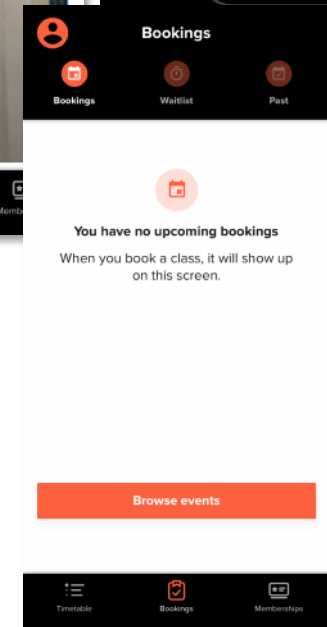 Bookings
Bookings
Waitlist
Past
You have no upcoming bookings
When you book a class, it will show up
on this screen.
Browse events
Timetable
Bookings
Memberships